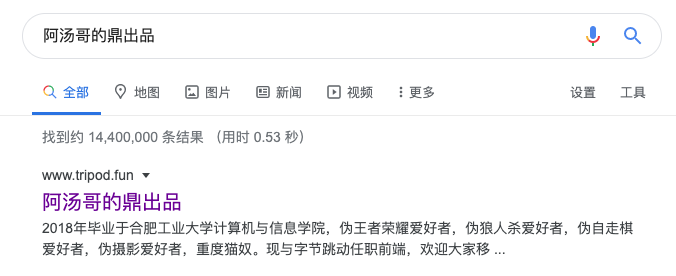 阿汤哥的鼎出品
全部 地图 图片 新闻 视频 更多 设置 工具
找到约 14,400,000 条结果 （用时 0.53 秒）
www.tripod.fun
阿汤哥的鼎出品
2018年毕业于合肥工业大学计算机与信息学院，伪王者荣耀爱好者，伪狼人杀爱好者，伪自走棋
爱好者，伪摄影爱好者，重度猫奴。现与字节跳动任职前端，欢迎大家移 ...